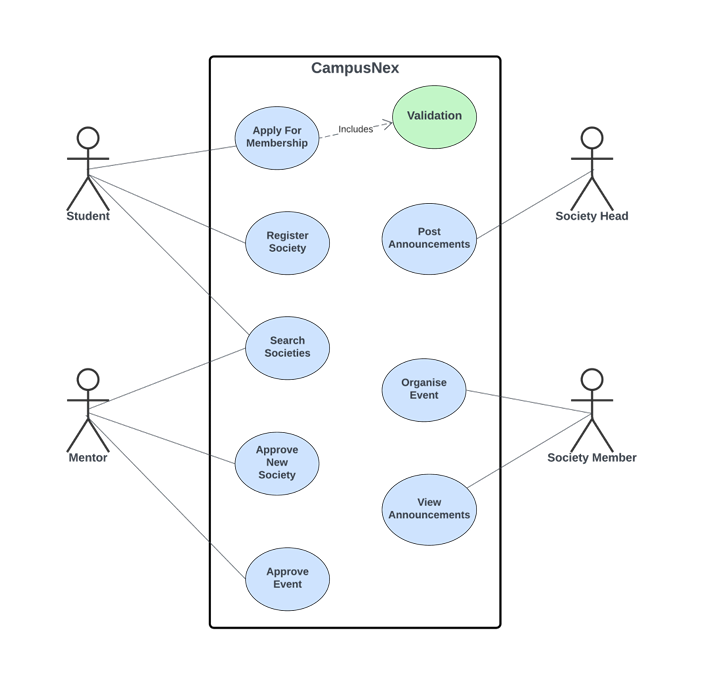 CampusNex
Apply For
Membership
Includes
Validation
Student
Society Head
Register
Society
Post
Announcements
Search
Societies
Organise
Event
Mentor
Society Member
Approve
New
Society
View
Announcements
Approve
Event